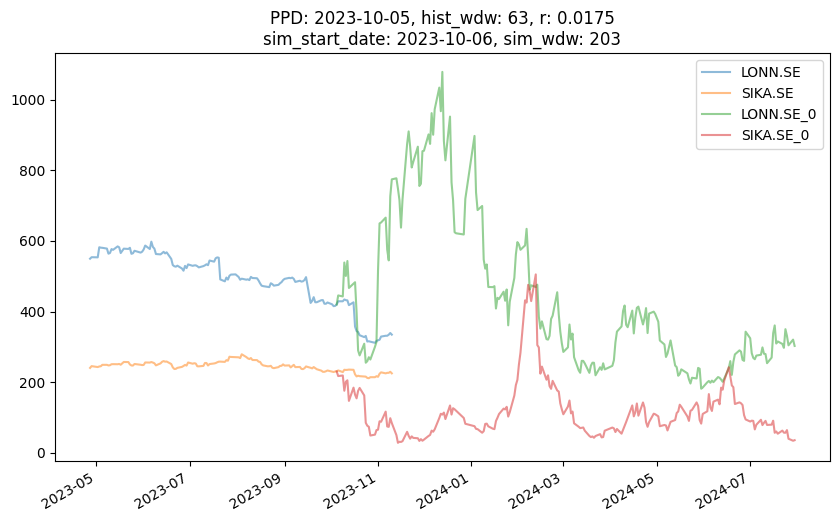 PPD: 2023-10-05, hist_wdw: 63, r: 0.0175
sim_start_date: 2023-10-06, sim_wdw: 203
LONN.SE
SIKA.SE
LONN.SE_0
SIKA.SE_0
1000
800
600
400
200
0
2023-05
2023-07
2023-09
2023-11
2024-01
2024-03
2024-05
2024-07